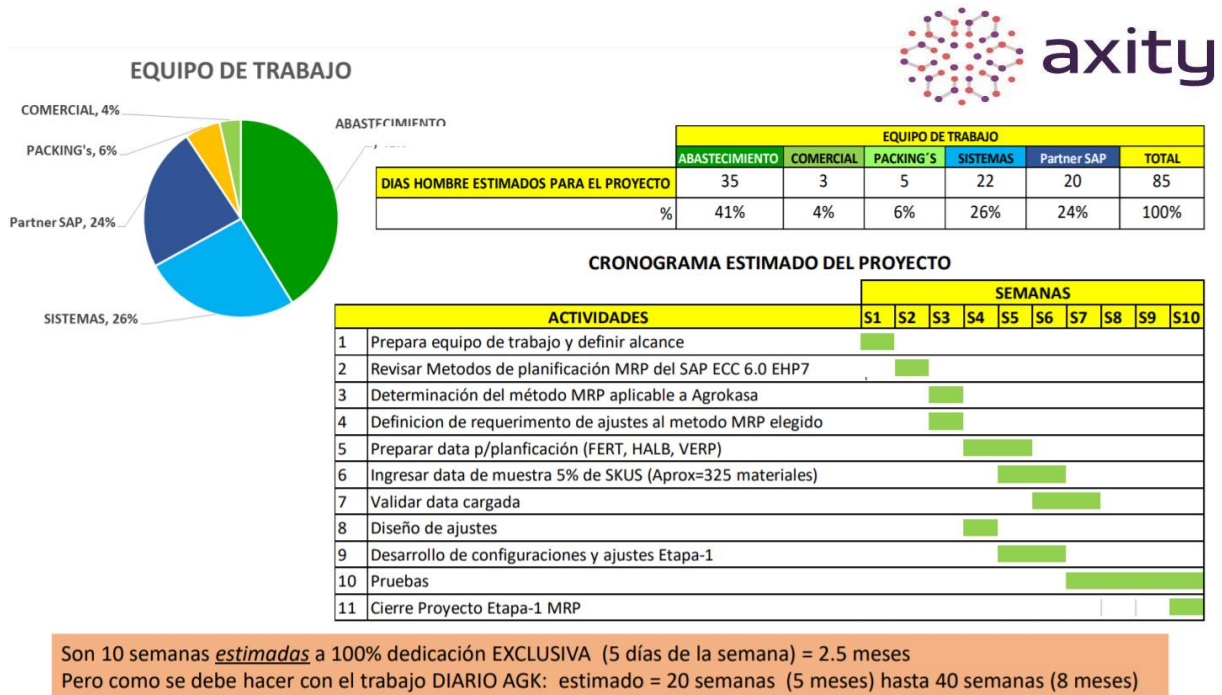 axity
EQUIPO DE TRABAJO
COMERCIAL, 4%
PACKING's, 6%
Partner SAP, 24%
SISTEMAS, 26%
ABASTECIMIENTO
EQUIPO DE TRABAJO
ABASTECIMIENTO COMERCIAL PACKING´S SISTEMAS Partner SAP TOTAL
DIAS HOMBRE ESTIMADOS PARA EL PROYECTO 35 3 5 22 20 85
% 41% 4% 6% 26% 24% 100%
CRONOGRAMA ESTIMADO DEL PROYECTO
SEMANAS
ACTIVIDADES S1 S2 S3 S4 S5 S6 S7 S8 S9 S10
1 Prepara equipo de trabajo y definir alcance
2 Revisar Metodos de planificación MRP del SAP ECC 6.0 EHP7
3 Determinación del método MRP aplicable a Agrokasa
4 Definicion de requerimento de ajustes al metodo MRP elegido
5 Preparar data p/planficación (FERT, HALB, VERP)
6 Ingresar data de muestra 5% de SKUS (Aprox=325 materiales)
7 Validar data cargada
8 Diseño de ajustes
9 Desarrollo de configuraciones y ajustes Etapa-1
10 Pruebas
11 Cierre Proyecto Etapa-1 MRP
Son 10 semanas estimadas a 100% dedicación EXCLUSIVA (5 días de la semana) = 2.5 meses
Pero como se debe hacer con el trabajo DIARIO AGK: estimado = 20 semanas (5 meses) hasta 40 semanas (8 meses)